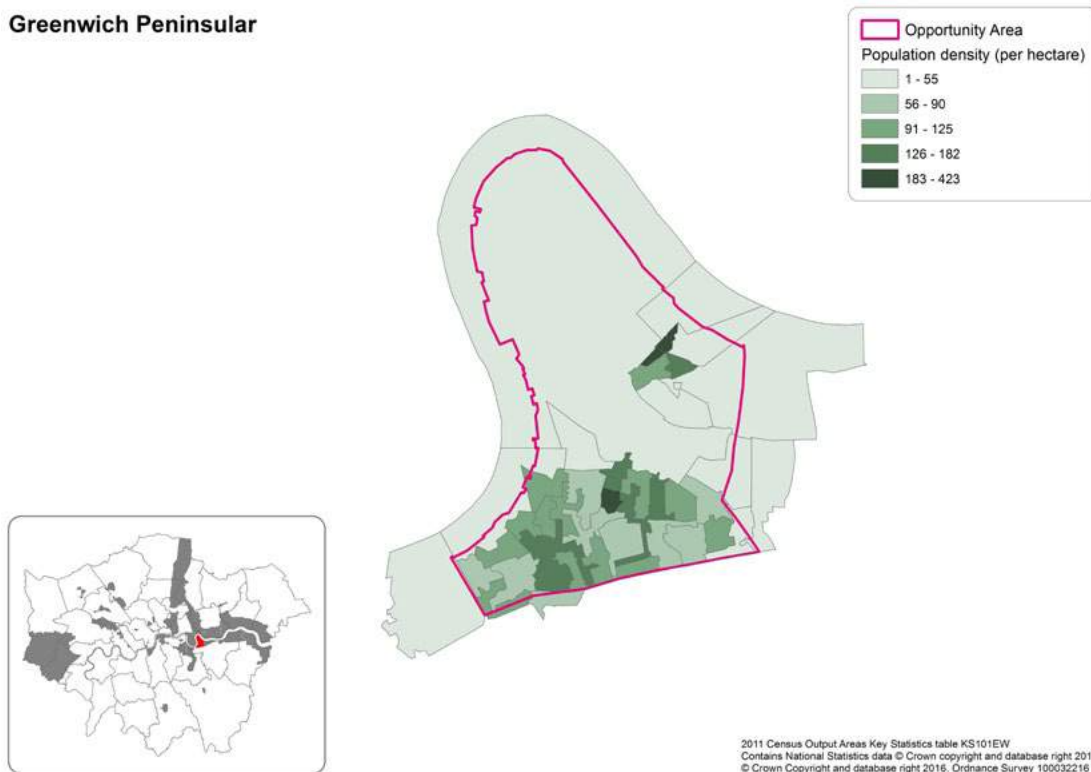 Greenwich Peninsular
Opportunity Area
Population density (per hectare)
1 - 55
56 - 90
91 - 125
126 - 182
183 - 423
2011 Census Output Areas Key Statistics table KS101EW
Contains National Statistics data © Crown copyright and database right
© Crown Copyright and database right 2016. Ordnance Survey 100032216